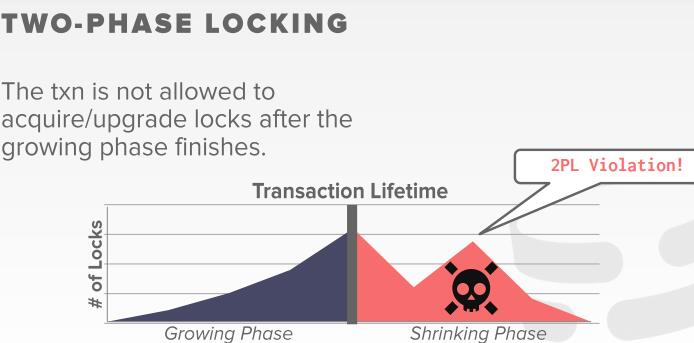 TWO-PHASE LOCKING
The txn is not allowed to
acquire/upgrade locks after the
growing phase finishes.
2PL Violation!
Transaction Lifetime
# of Locks
Growing Phase
Shrinking Phase